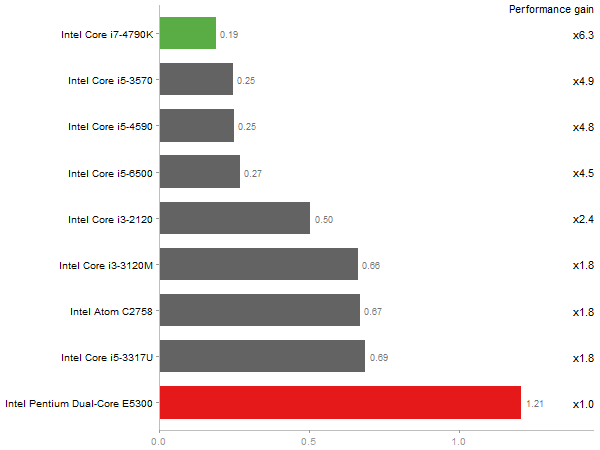 Performance gain
Intel Core i7-4790K 0.19 x6.3
Intel Core i5-3570 0.25 x4.9
Intel Core i5-4590 0.25 x4.8
Intel Core i5-6500 0.27 x4.5
Intel Core i3-2120 0.50 x2.4
Intel Core i3-3120M 0.66 x1.8
Intel Atom C2758 0.67 x1.8
Intel Core i5-3317U 0.69 x1.8
Intel Pentium Dual-Core E5300 1.21 x1.0
0.0 0.5 1.0